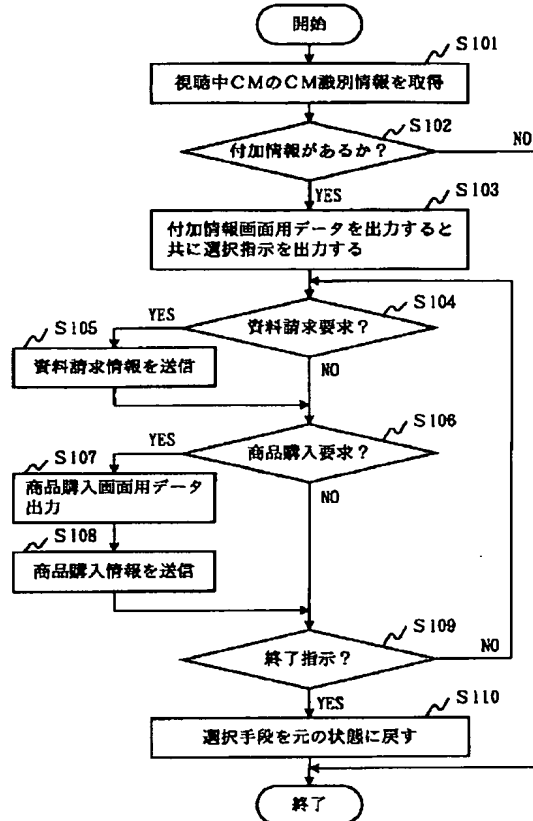 開始
S101
視聴中CMのCM識別情報を取得
S102
付加情報があるか?
NO
YES
S103
付加情報画面用データを出力すると
共に選択指示を出力する
S104
資料請求要求?
YES
S105
資料請求情報を送信
NO
S106
商品購入要求?
YES
S107
商品購入画面用データ
出力
NO
S108
商品購入情報を送信
S109
終了指示?
NO
YES
S110
選択手段を元の状態に戻す
終了